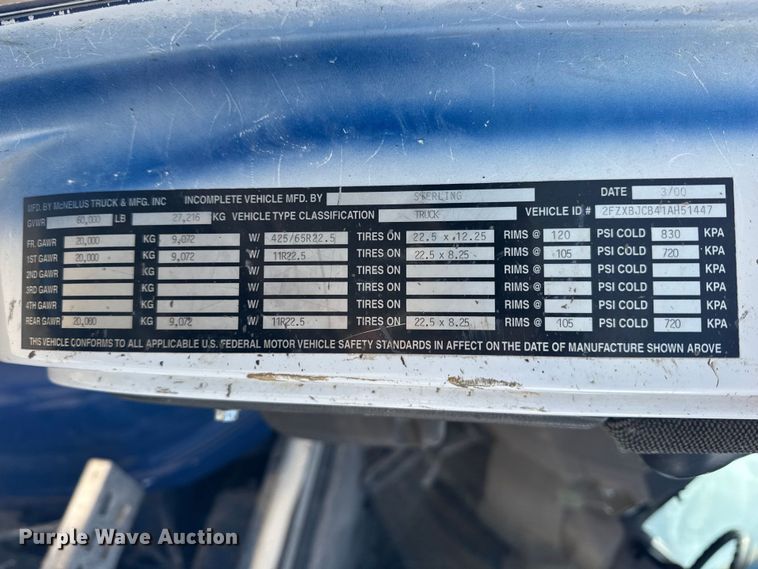 MFD. BY McNEILUS TRUCK & MFG. INC INCOMPLETE VEHICLE MFD. BY STERLING DATE 3/00
GVWR 60,000 LB 27,216 KG VEHICLE TYPE CLASSIFICATION TRUCK VEHICLE ID # 2FZXBJCB41AH51447
FR. GAWR 20,000 KG 9,072 W/ 425/65R22.5 TIRES ON 22.5 x 12.25 RIMS @ 120 PSI COLD 830 KPA
1ST GAWR 20,000 KG 9,072 W/ 11R22.5 TIRES ON 22.5 x 8.25 RIMS @ 105 PSI COLD 720 KPA
2ND GAWR KG W/ TIRES ON RIMS @ PSI COLD KPA
3RD GAWR KG W/ TIRES ON RIMS @ PSI COLD KPA
4TH GAWR KG W/ TIRES ON RIMS @ PSI COLD KPA
REAR GAWR 20,000 KG 9,072 W/ 11R22.5 TIRES ON 22.5 x 8.25 RIMS @ 105 PSI COLD 720 KPA
THIS VEHICLE CONFORMS TO ALL APPLICABLE U.S. FEDERAL MOTOR VEHICLE SAFETY STANDARDS IN AFFECT ON THE DATE OF MANUFACTURE SHOWN ABOVE
Purple Wave Auction